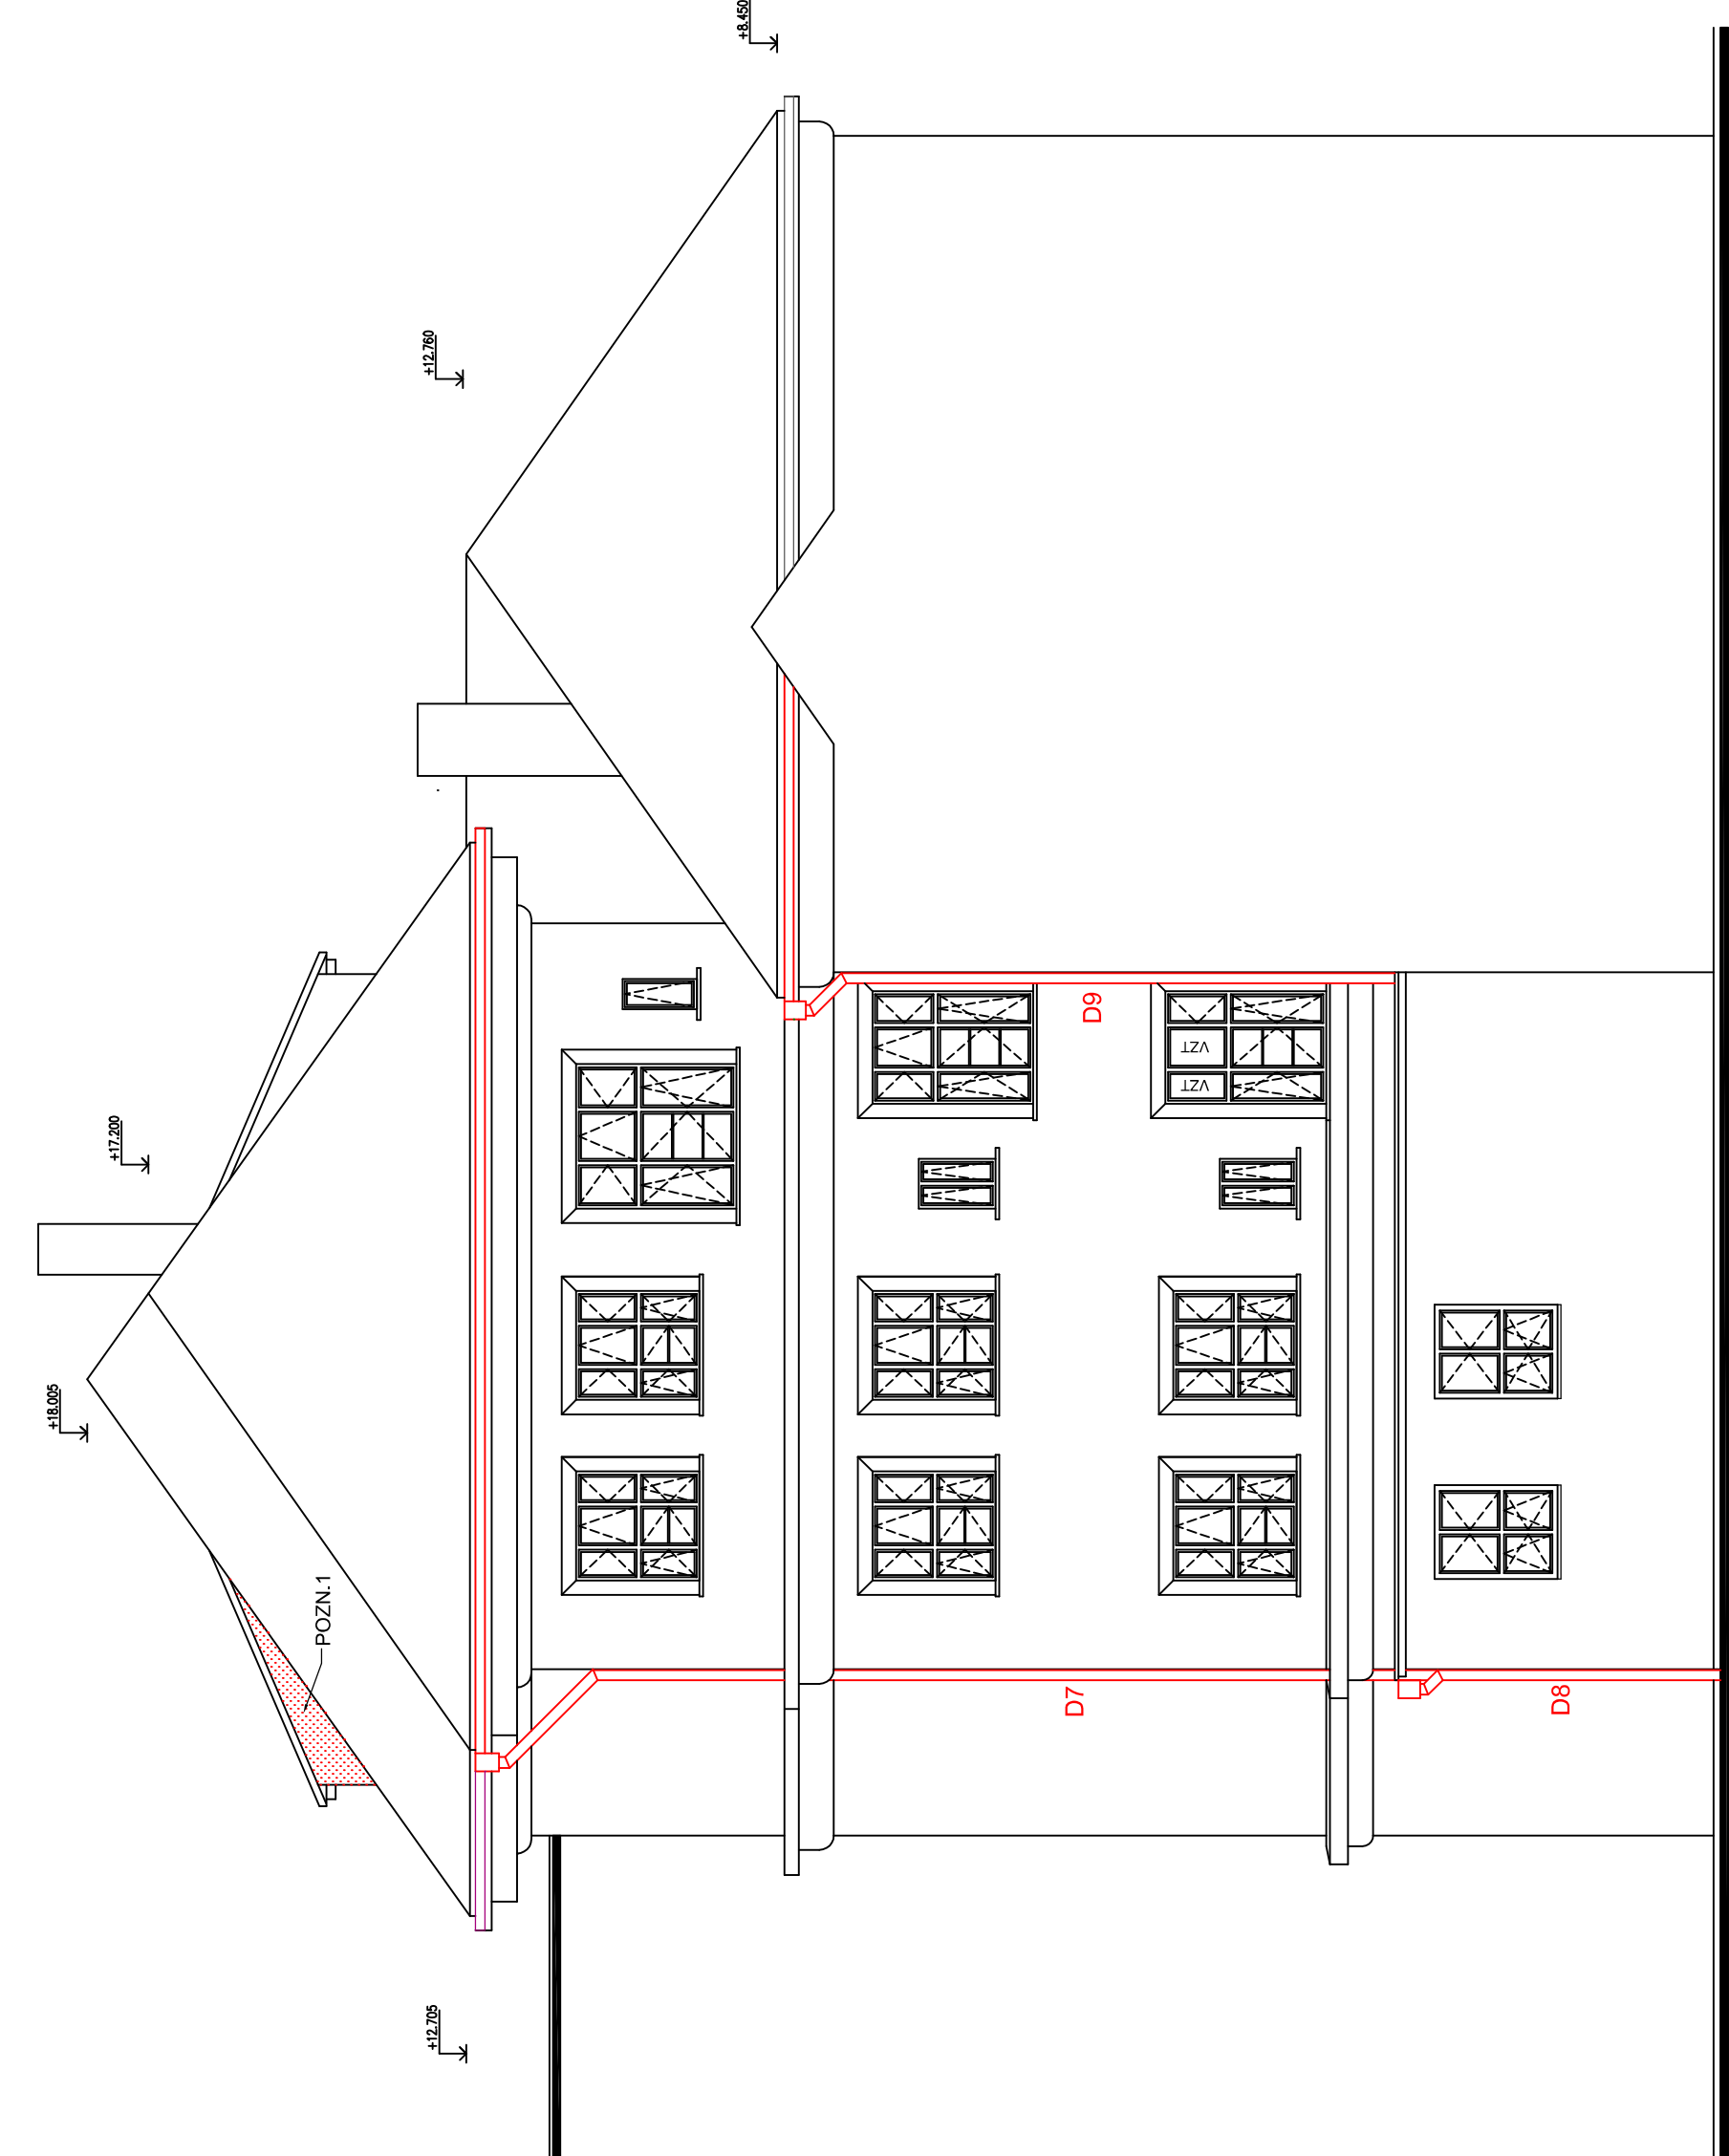 +18.005
+17.200
POZN.1
+12.705
+12.760
+8.450
D7
D9
VZT
VZT
D8